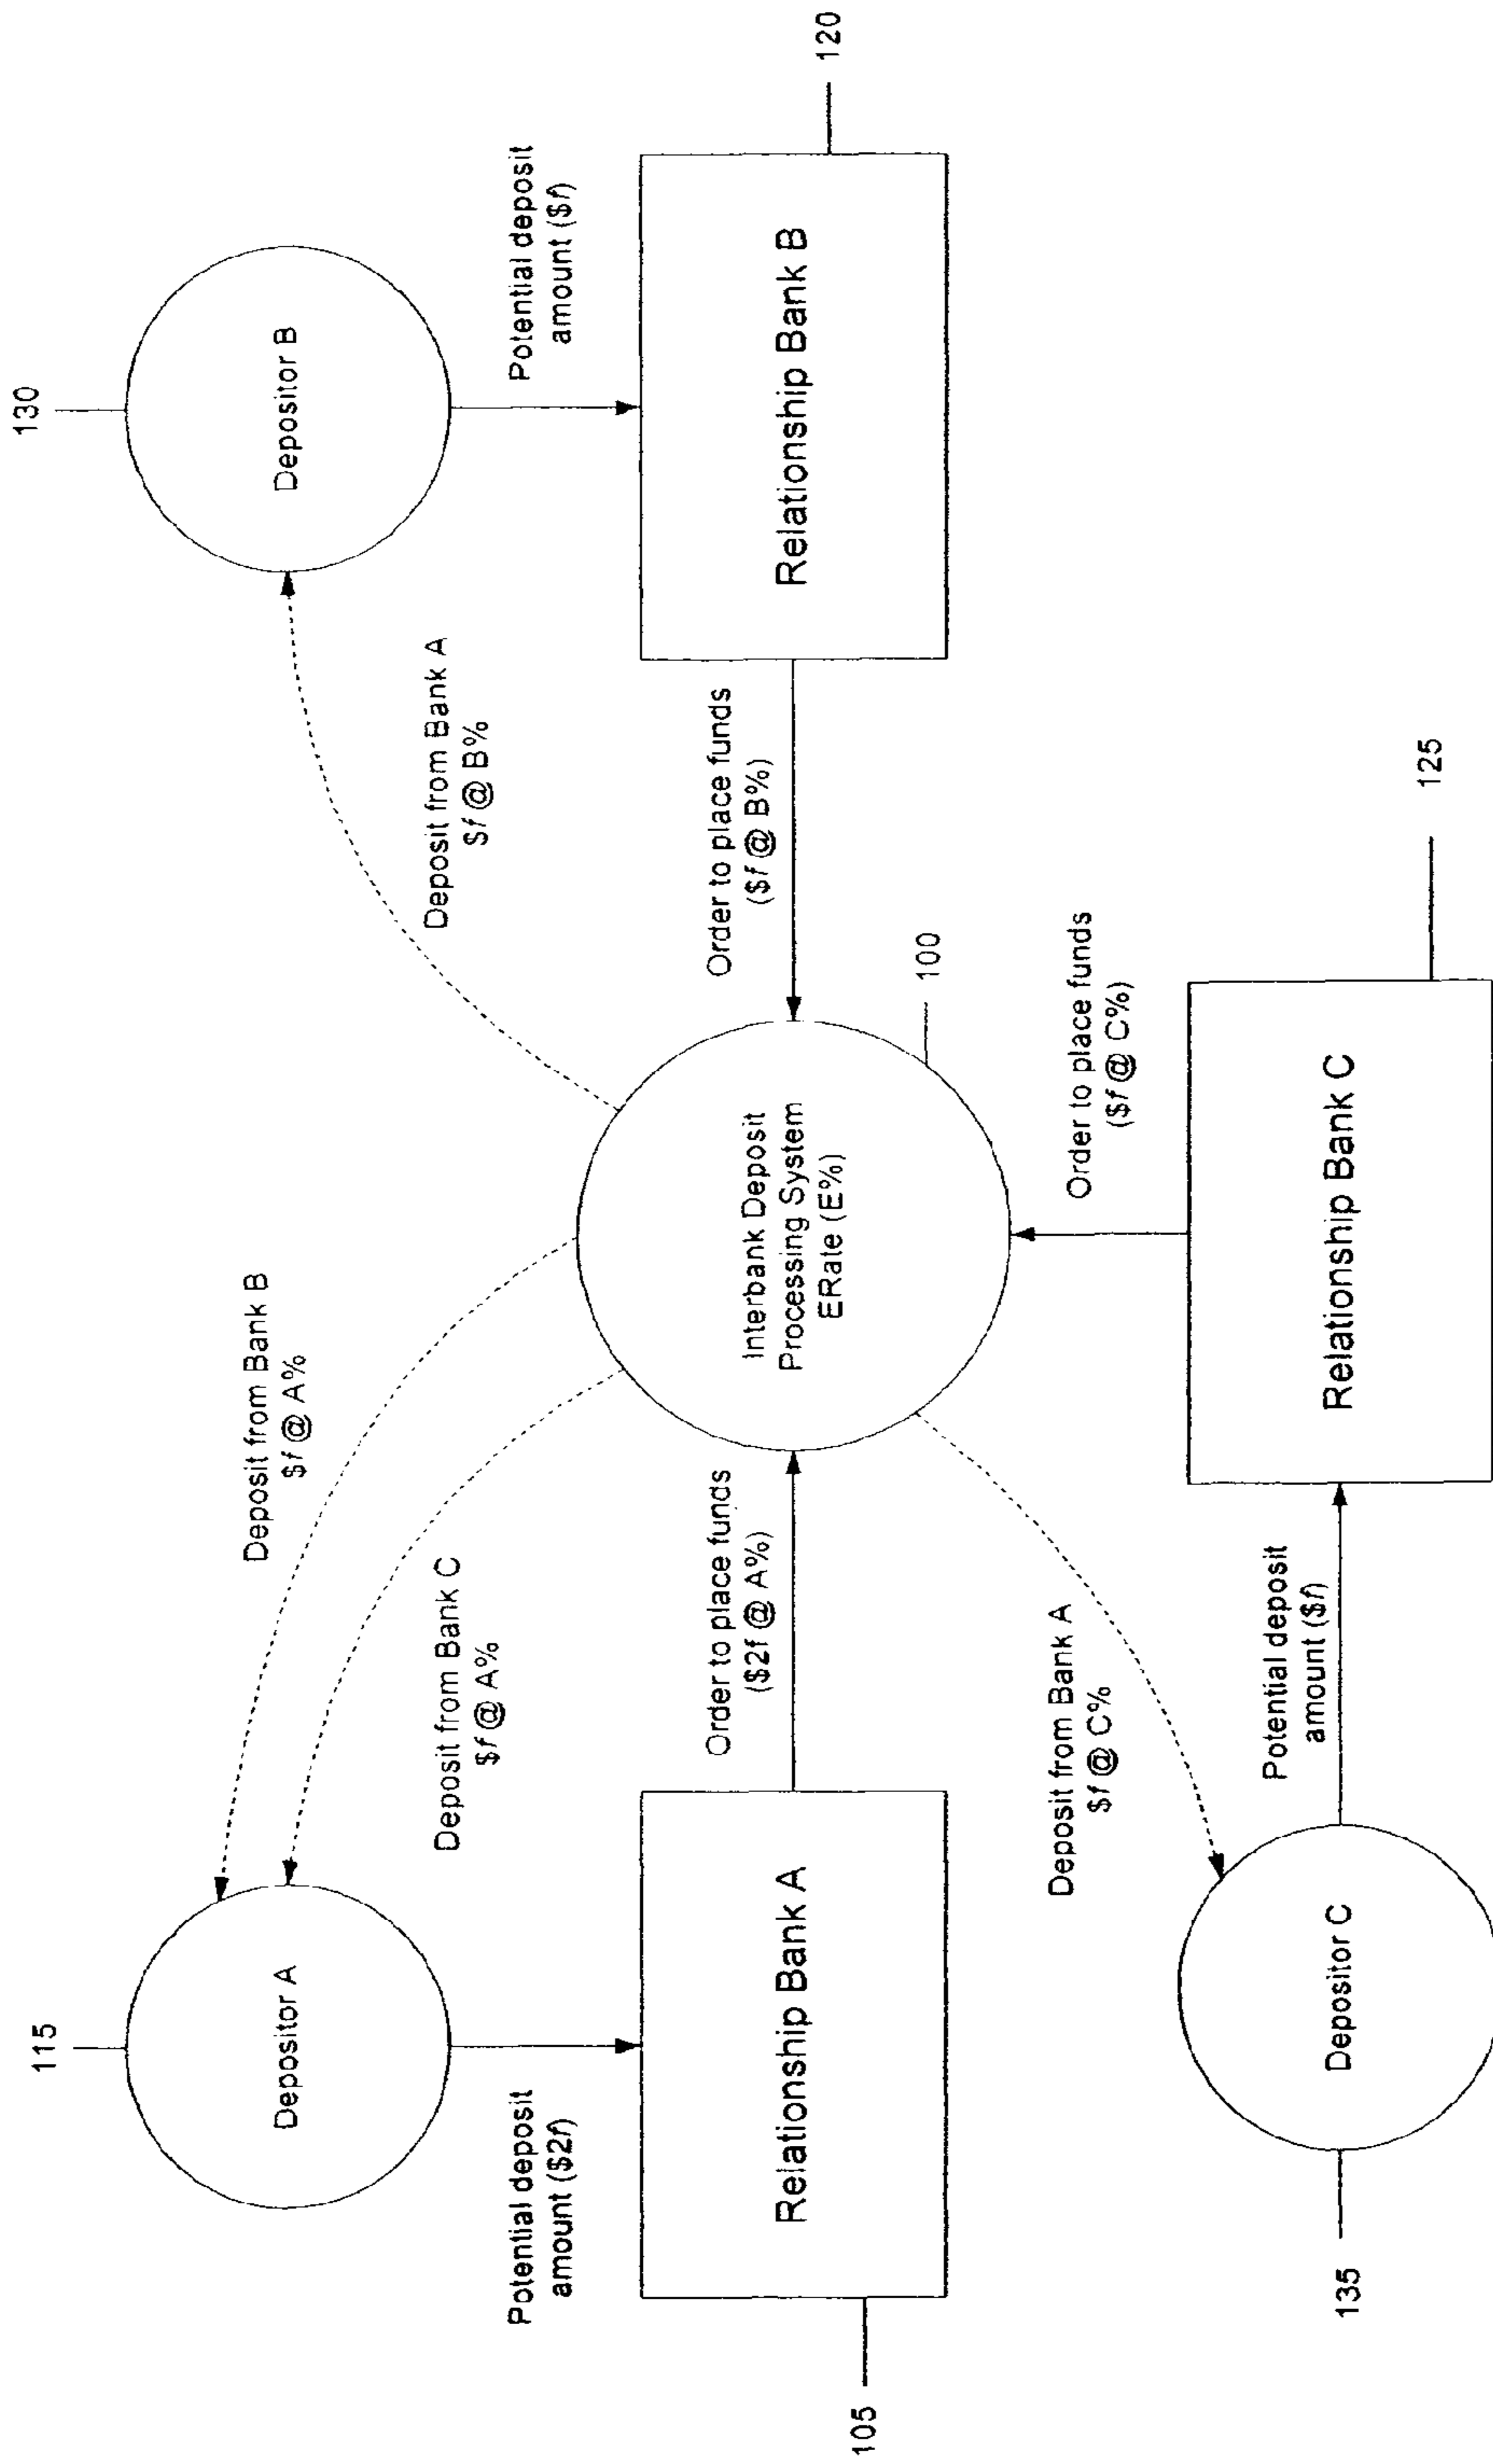 115
Depositor A
Potential deposit
amount ($2f)
Relationship Bank A
105
Deposit from Bank B
$f @ A%
Deposit from Bank C
$f @ A%
Order to place funds
($2f @ A%)
Interbank Deposit
Processing System
ERate (E%)
100
130
Depositor B
Potential deposit
amount ($f)
Relationship Bank B
120
Deposit from Bank A
$f @ B%
Order to place funds
($f @ B%)
Order to place funds
($f @ C%)
Relationship Bank C
125
Deposit from Bank A
$f @ C%
Potential deposit
amount ($f)
Depositor C
135